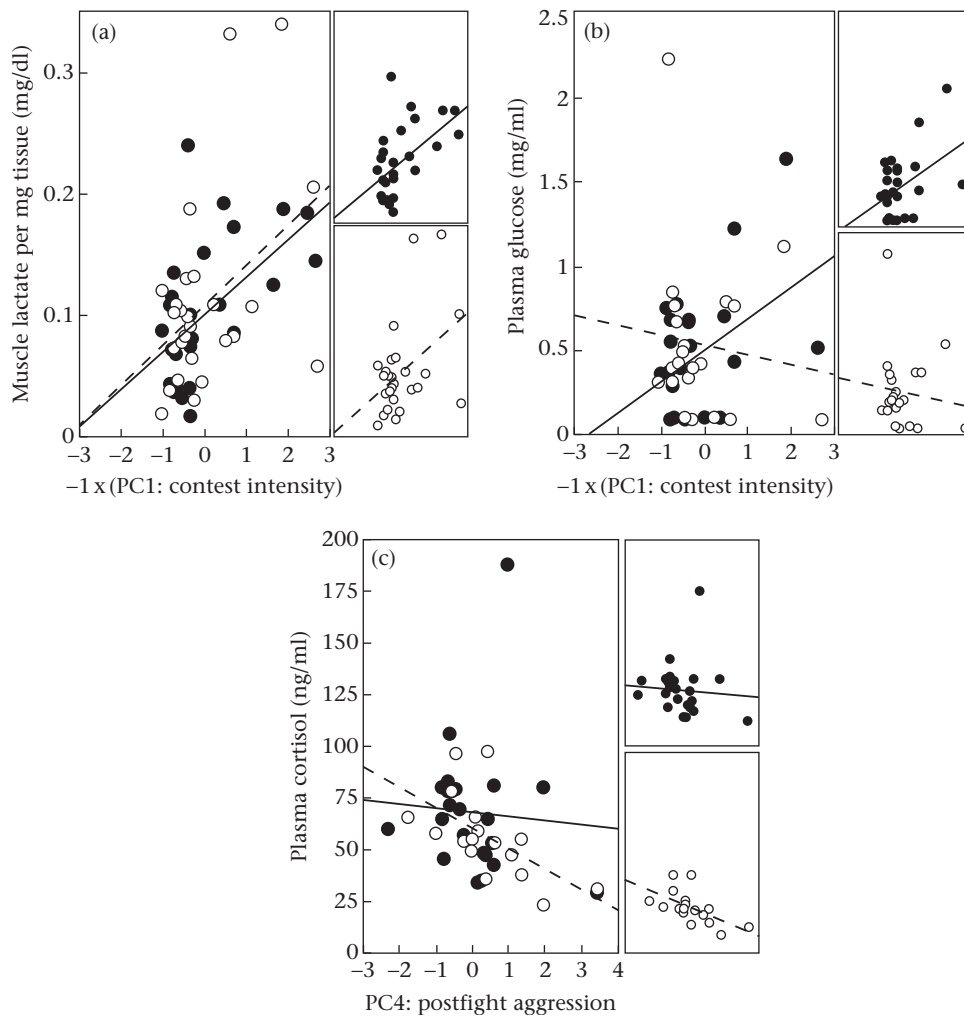 (a)
Muscle lactate per mg tissue (mg/dl)
0.3
0.2
0.1
0
–3 –2 –1 0 1 2 3
–1 x (PC1: contest intensity)
(b)
Plasma glucose (mg/ml)
2.5
2
1.5
1
0.5
0
–3 –2 –1 0 1 2 3
–1 x (PC1: contest intensity)
(c)
Plasma cortisol (ng/ml)
200
175
150
125
100
75
50
25
0
–3 –2 –1 0 1 2 3 4
PC4: postfight aggression